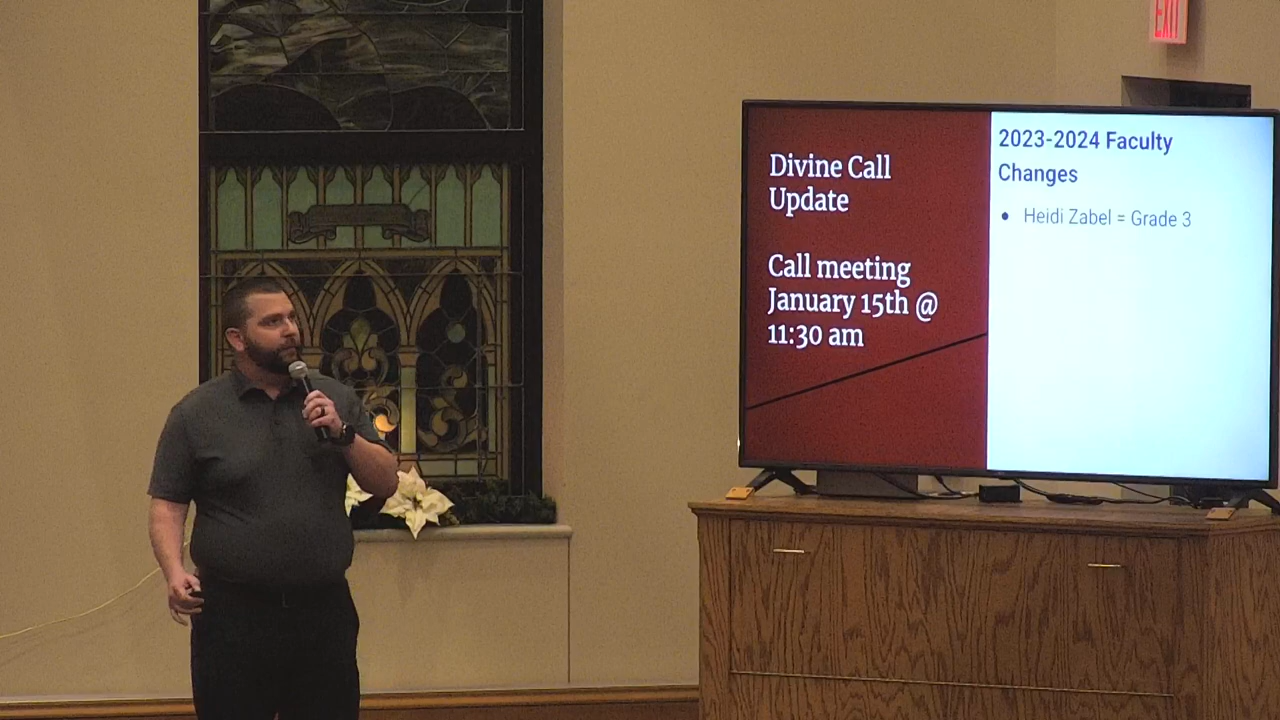 EXIT
Divine Call
Update
Call meeting
January 15th @
11:30 am
2023-2024 Faculty
Changes
• Heidi Zabel = Grade 3